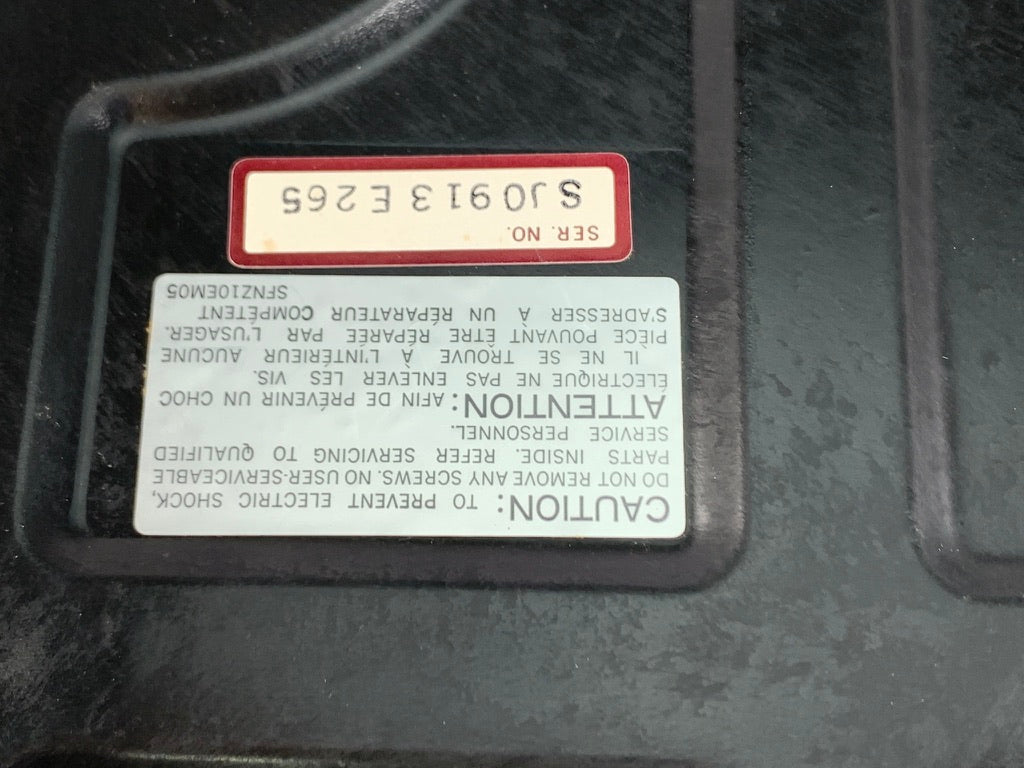 CAUTION: TO PREVENT ELECTRIC SHOCK,
DO NOT REMOVE ANY SCREWS. NO USER-SERVICEABLE
PARTS INSIDE. REFER SERVICING TO QUALIFIED
SERVICE PERSONNEL.
ATTENTION: AFIN DE PRÉVENIR UN CHOC
ÉLECTRIQUE NE PAS ENLEVER LES VIS.
IL NE SE TROUVE À L'INTÉRIEUR AUCUNE
PIÈCE POUVANT ÊTRE RÉPARÉE PAR L'USAGER.
S'ADRESSER À UN RÉPARATEUR COMPÉTENT
SFNZ10EM05
SER. NO.
SJ0913E265